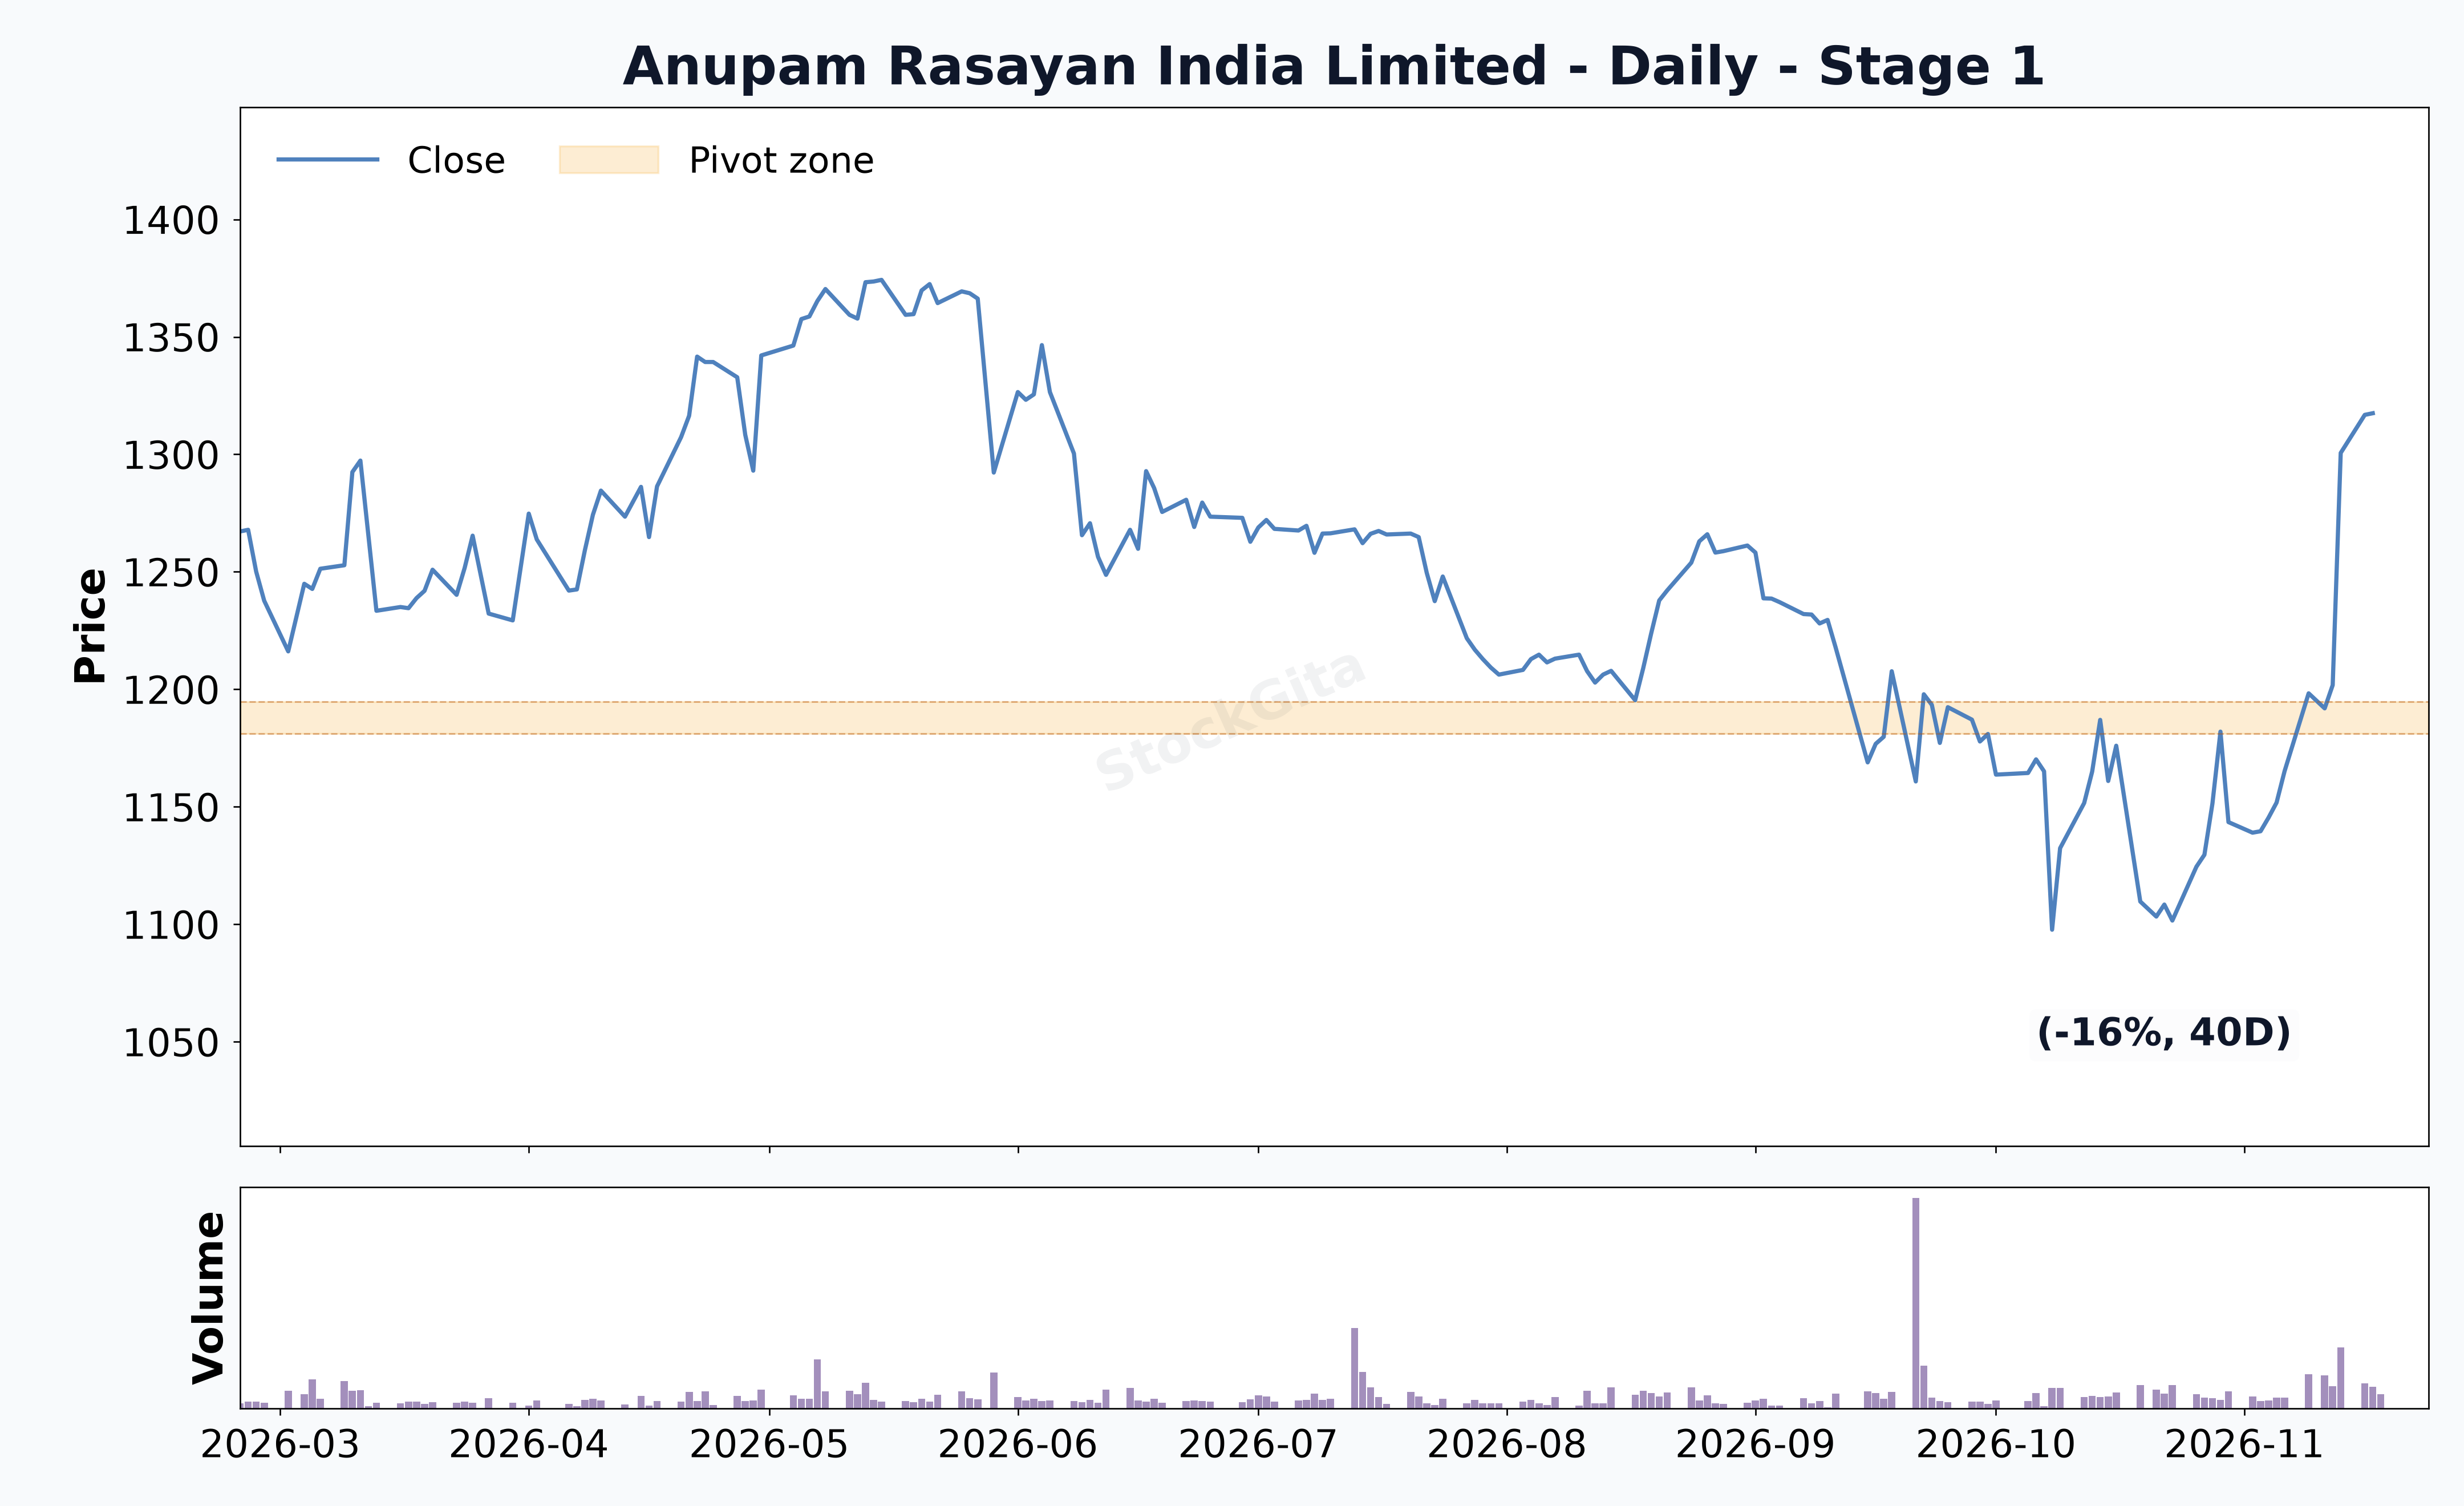 Anupam Rasayan India Limited - Daily - Stage 1
Close
Pivot zone
Price
1400
1350
1300
1250
1200
1150
1100
1050
StockGita
(-16%, 40D)
Volume
2026-03
2026-04
2026-05
2026-06
2026-07
2026-08
2026-09
2026-10
2026-11